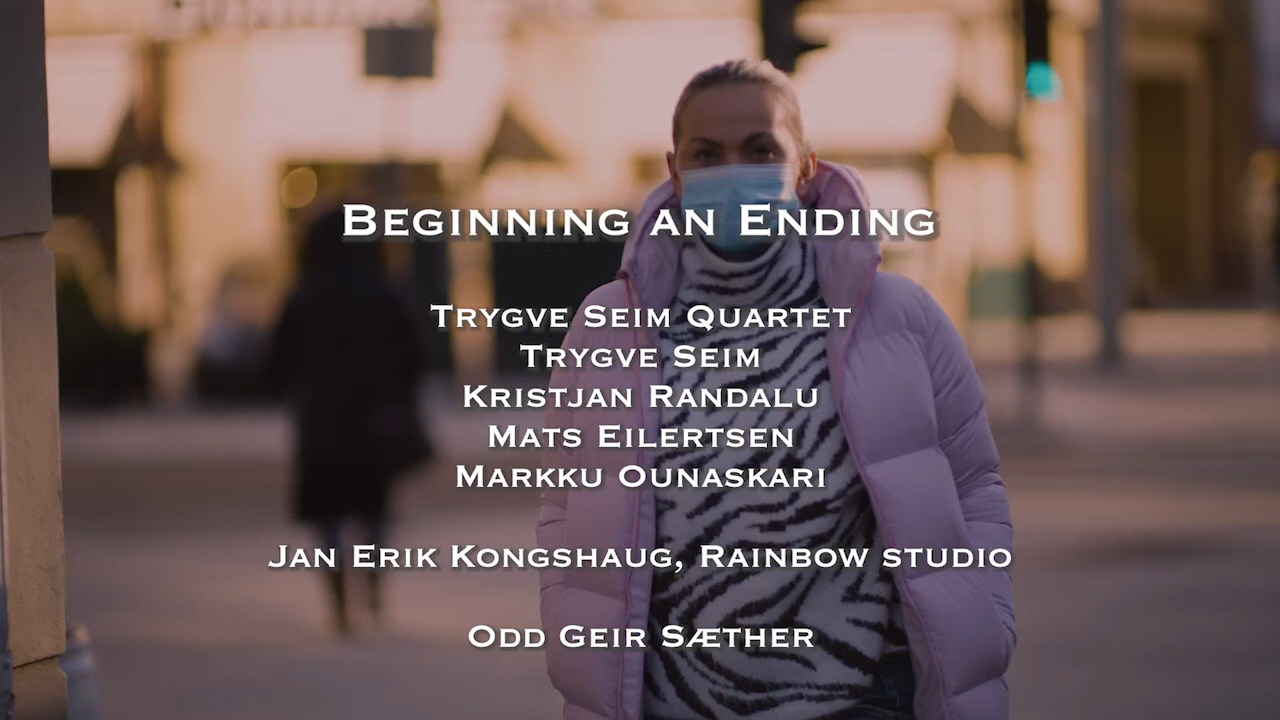 Beginning an Ending
Trygve Seim Quartet
Trygve Seim
Kristjan Randalu
Mats Eilertsen
Markku Ounaskari
Jan Erik Kongshaug, Rainbow studio
Odd Geir Sæther